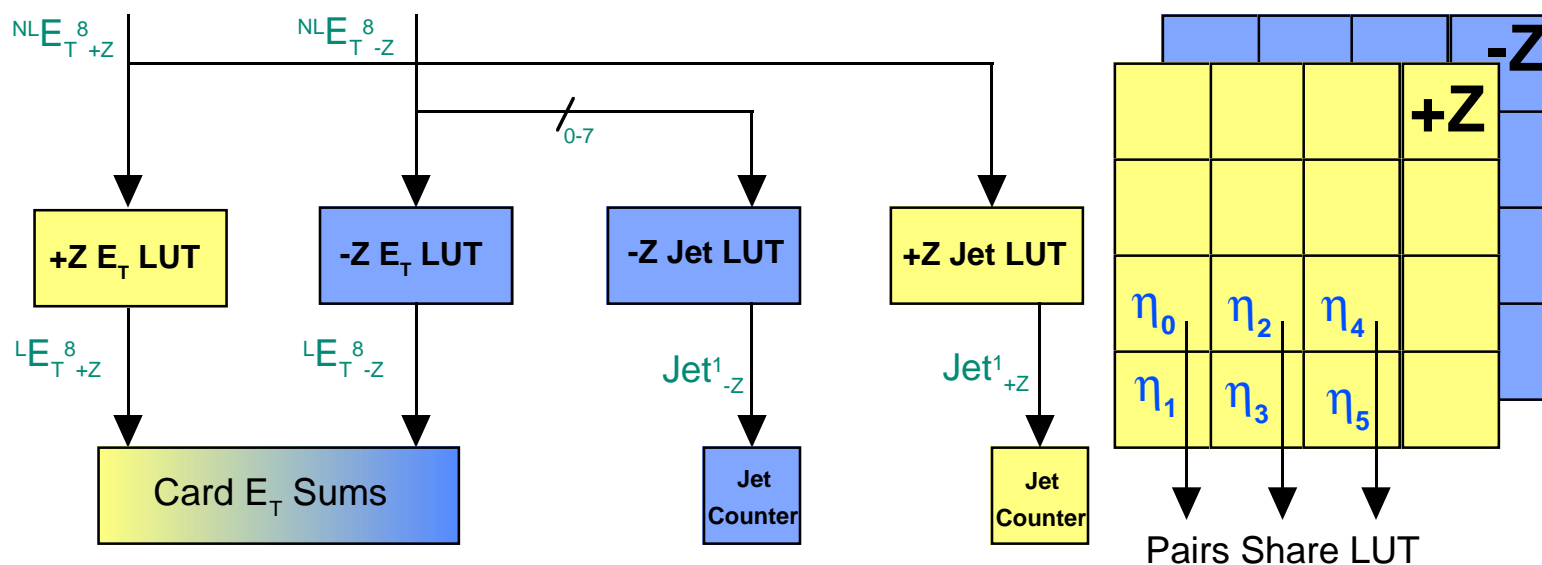 NLET8+Z
NLET8-Z
-Z
+Z
0-7
+Z ET LUT
-Z ET LUT
-Z Jet LUT
+Z Jet LUT
η0
η2
η4
LET8+Z
LET8-Z
Jet1-Z
Jet1+Z
η1
η3
η5
Card ET Sums
Jet
Counter
Jet
Counter
Pairs Share LUT